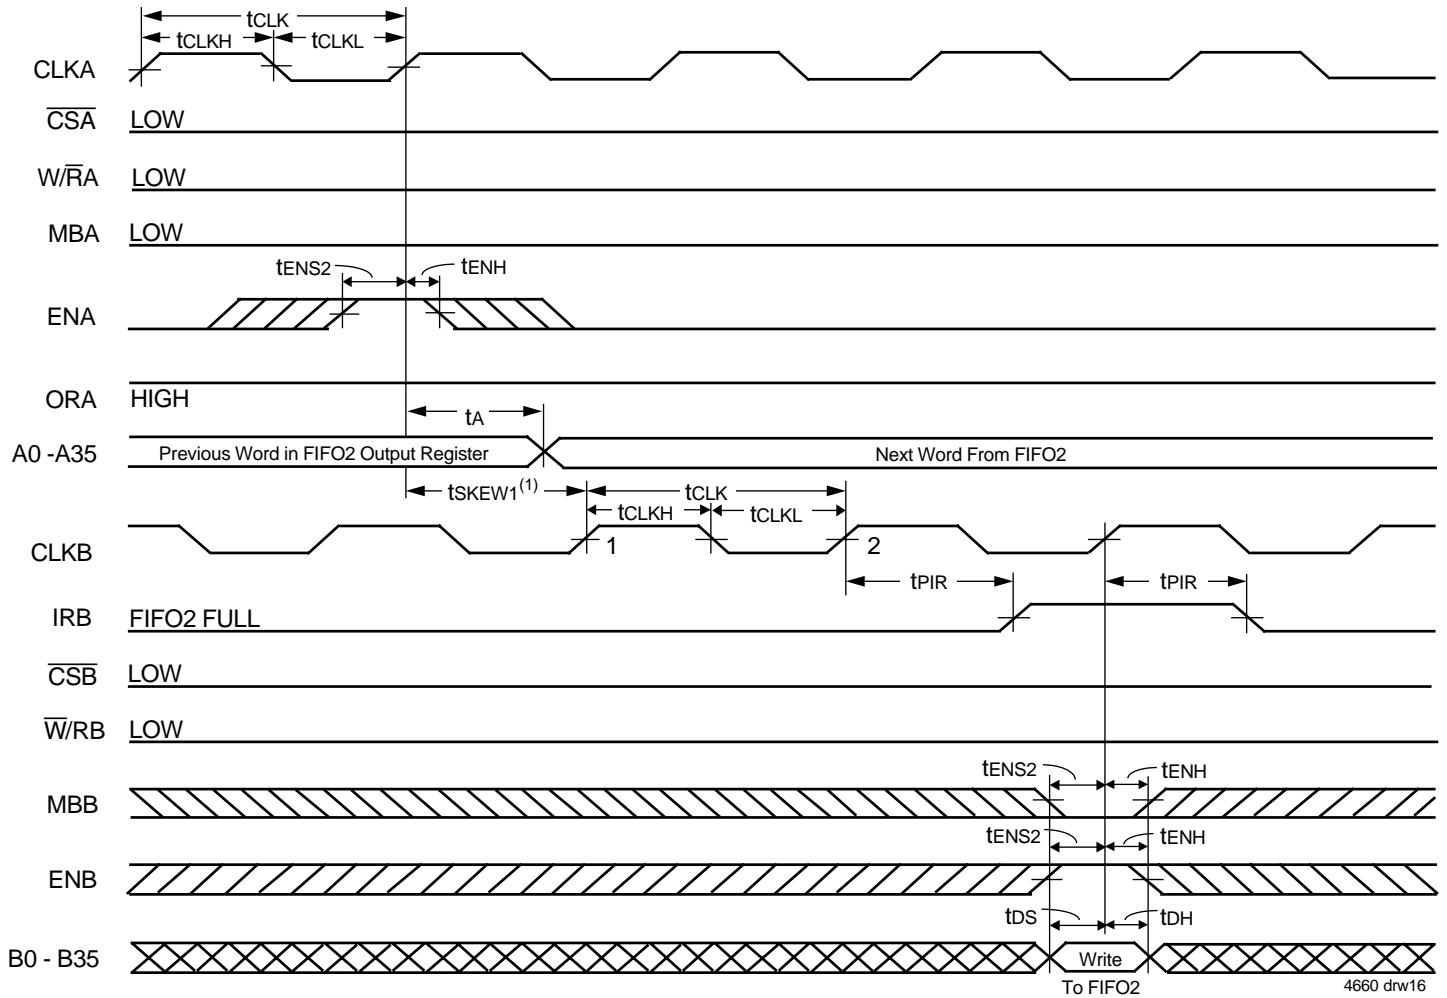 tCLK
tCLKH tCLKL
CLKA
CSA LOW
W/RA LOW
MBA LOW
tENS2 tENH
ENA
ORA HIGH
tA
A0 -A35 Previous Word in FIFO2 Output Register Next Word From FIFO2
tSKEW1(1) tCLK
tCLKH tCLKL
CLKB 1 2
tPIR tPIR
IRB FIFO2 FULL
CSB LOW
W/RB LOW
tENS2 tENH
MBB
tENS2 tENH
ENB
tDS tDH
B0 - B35 Write
To FIFO2 4660 drw16